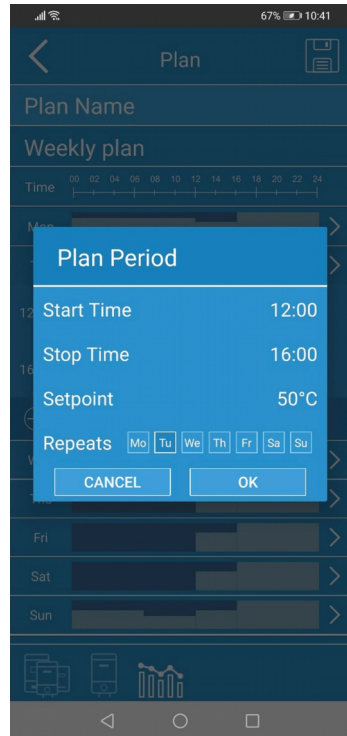 67% 10:41
Plan
Plan Name
Weekly plan
Time 00 02 04 06 08 10 12 14 16 18 20 22 24
Mon
Plan Period
Start Time 12:00
Stop Time 16:00
Setpoint 50°C
Repeats Mo Tu We Th Fr Sa Su
CANCEL OK
Thu
Fri
Sat
Sun